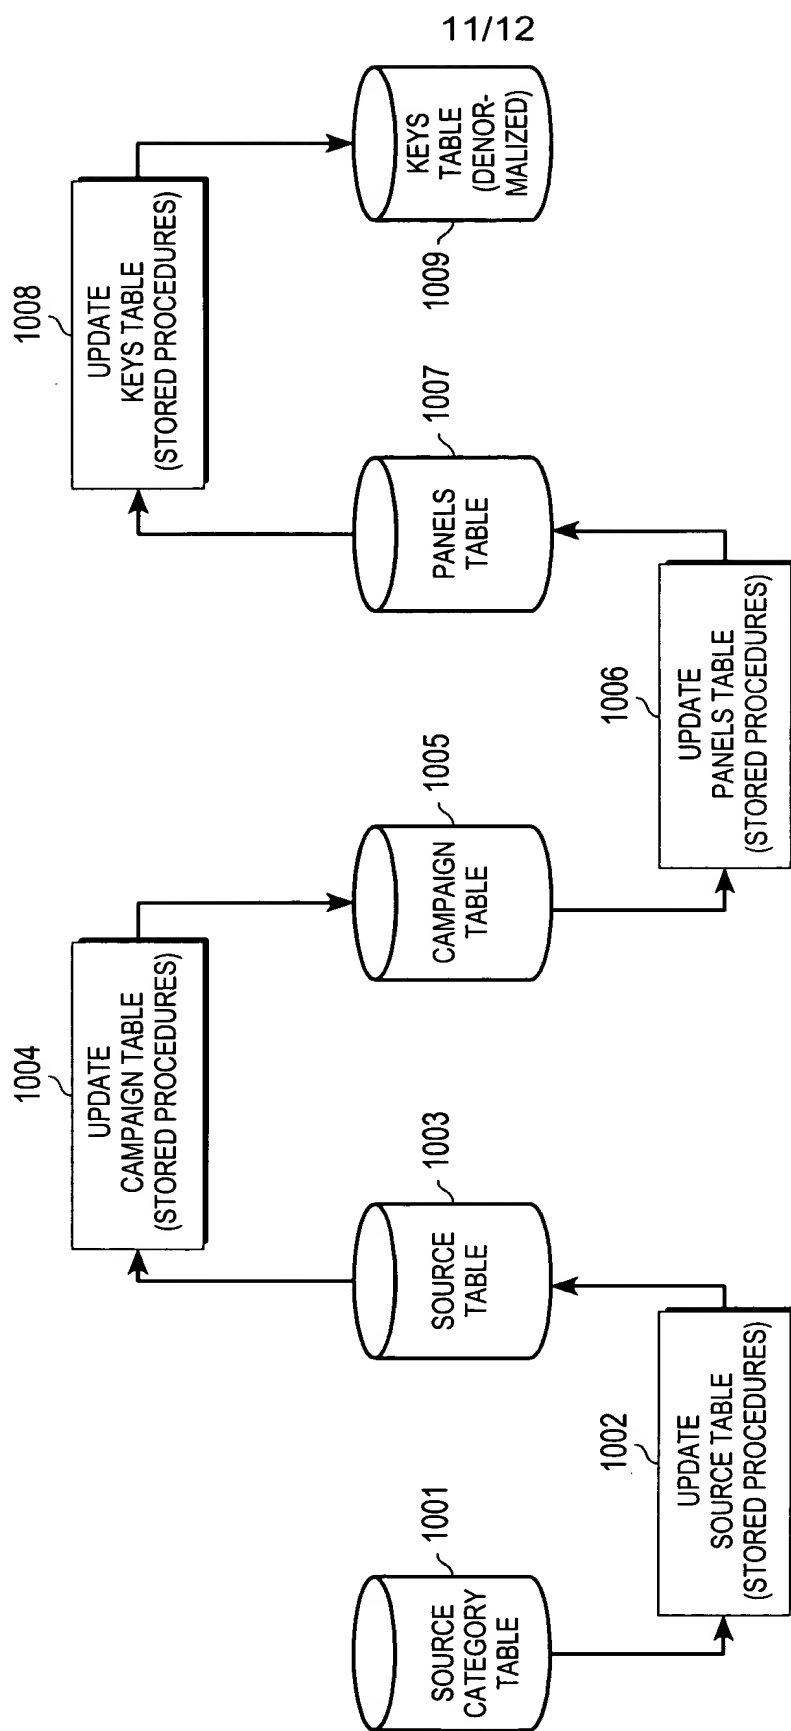 11/12
1004
UPDATE
CAMPAIGN TABLE
(STORED PROCEDURES)
1008
UPDATE
KEYS TABLE
(STORED PROCEDURES)
1001
SOURCE
CATEGORY
TABLE
1003
SOURCE
TABLE
1005
CAMPAIGN
TABLE
1007
PANELS
TABLE
1009
KEYS
TABLE
(DENOR-
MALIZED)
1002
UPDATE
SOURCE TABLE
(STORED PROCEDURES)
1006
UPDATE
PANELS TABLE
(STORED PROCEDURES)